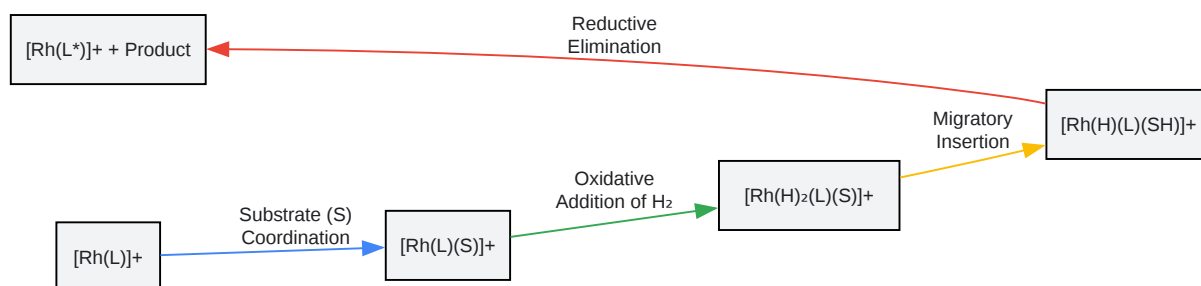 Reductive
Elimination
[Rh(L*)]+ + Product
Migratory
Insertion
[Rh(H)(L)(SH)]+
Oxidative
Addition of H₂
[Rh(H)₂(L)(S)]+
Substrate (S)
Coordination
[Rh(L)(S)]+
[Rh(L)]+